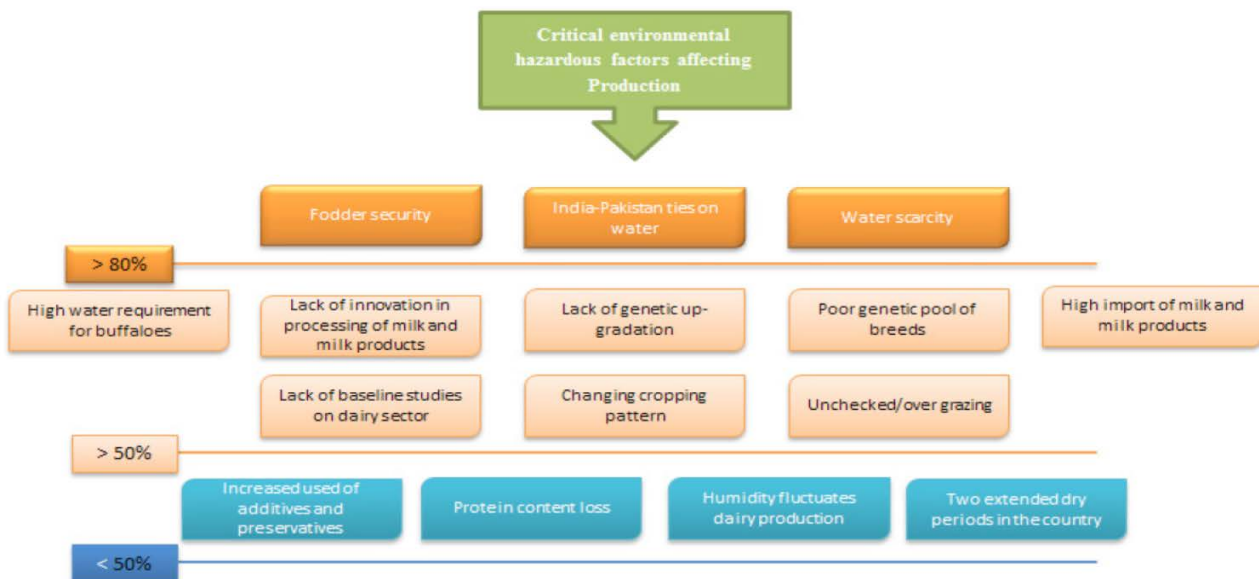 Critical environmental
hazardous factors affecting
Production
Fodder security
India-Pakistan ties on
water
Water scarcity
> 80%
High water requirement
for buffaloes
Lack of innovation in
processing of milk and
milk products
Lack of genetic up-
gradation
Poor genetic pool of
breeds
High import of milk and
milk products
Lack of baseline studies
on dairy sector
Changing cropping
pattern
Unchecked/over grazing
> 50%
Increased used of
additives and
preservatives
Protein content loss
Humidity fluctuates
dairy production
Two extended dry
periods in the country
< 50%